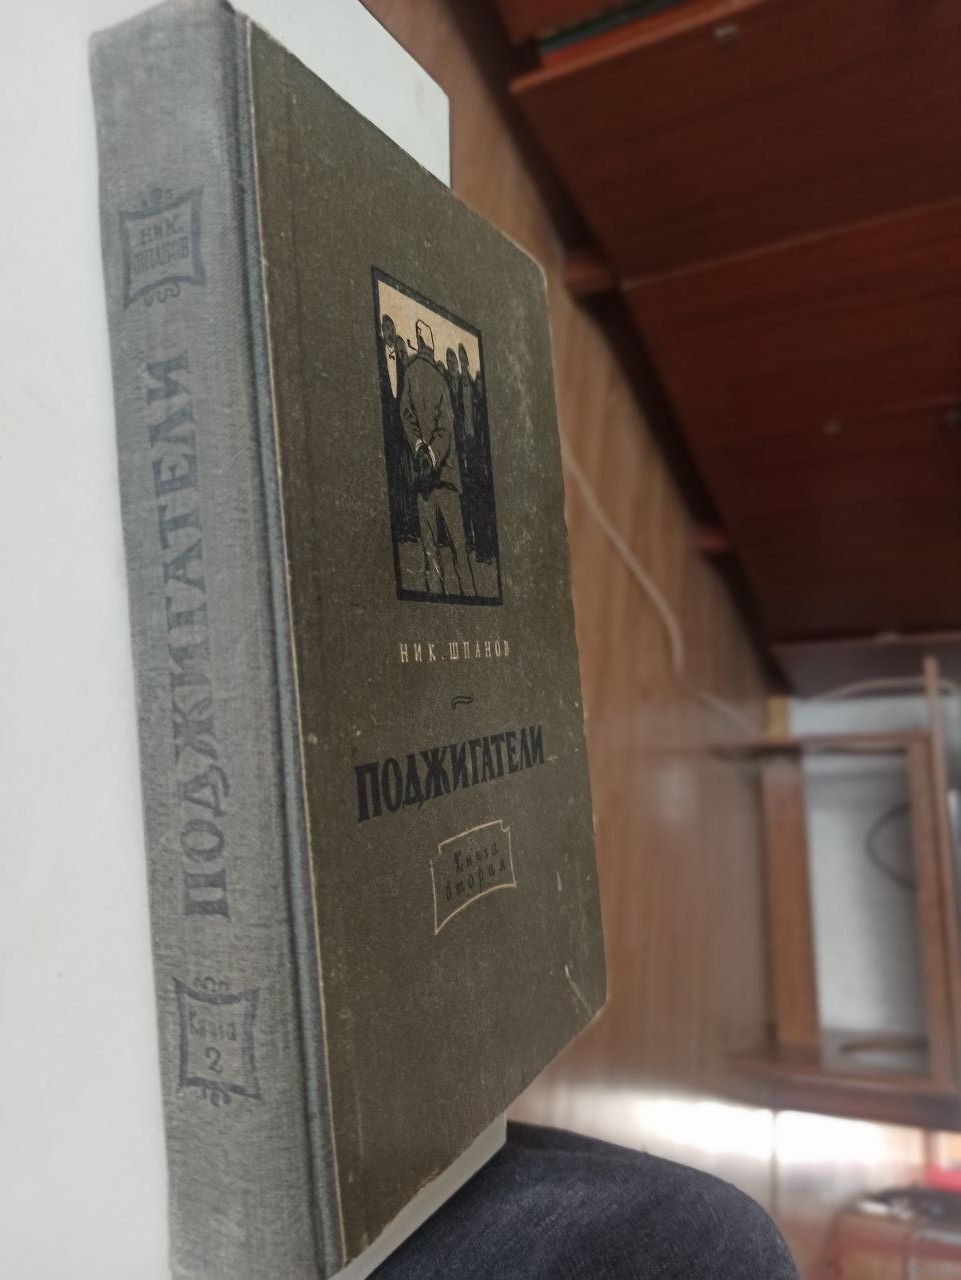 НИК.
ШПАНОВ
ПОДЖИГАТЕЛИ
Книга
2
НИК. ШПАНОВ
ПОДЖИГАТЕЛИ
Книга
вторая